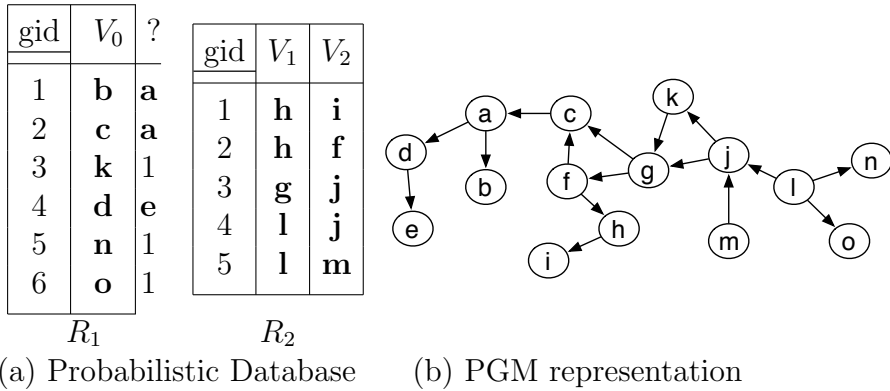 gid V₀ ?
1 b a
2 c a
3 k 1
4 d e
5 n 1
6 o 1
R₁
gid V₁ V₂
1 h i
2 h f
3 g j
4 l j
5 l m
R₂
a c k
d b f g j l n
e i h m o
(a) Probabilistic Database
(b) PGM representation